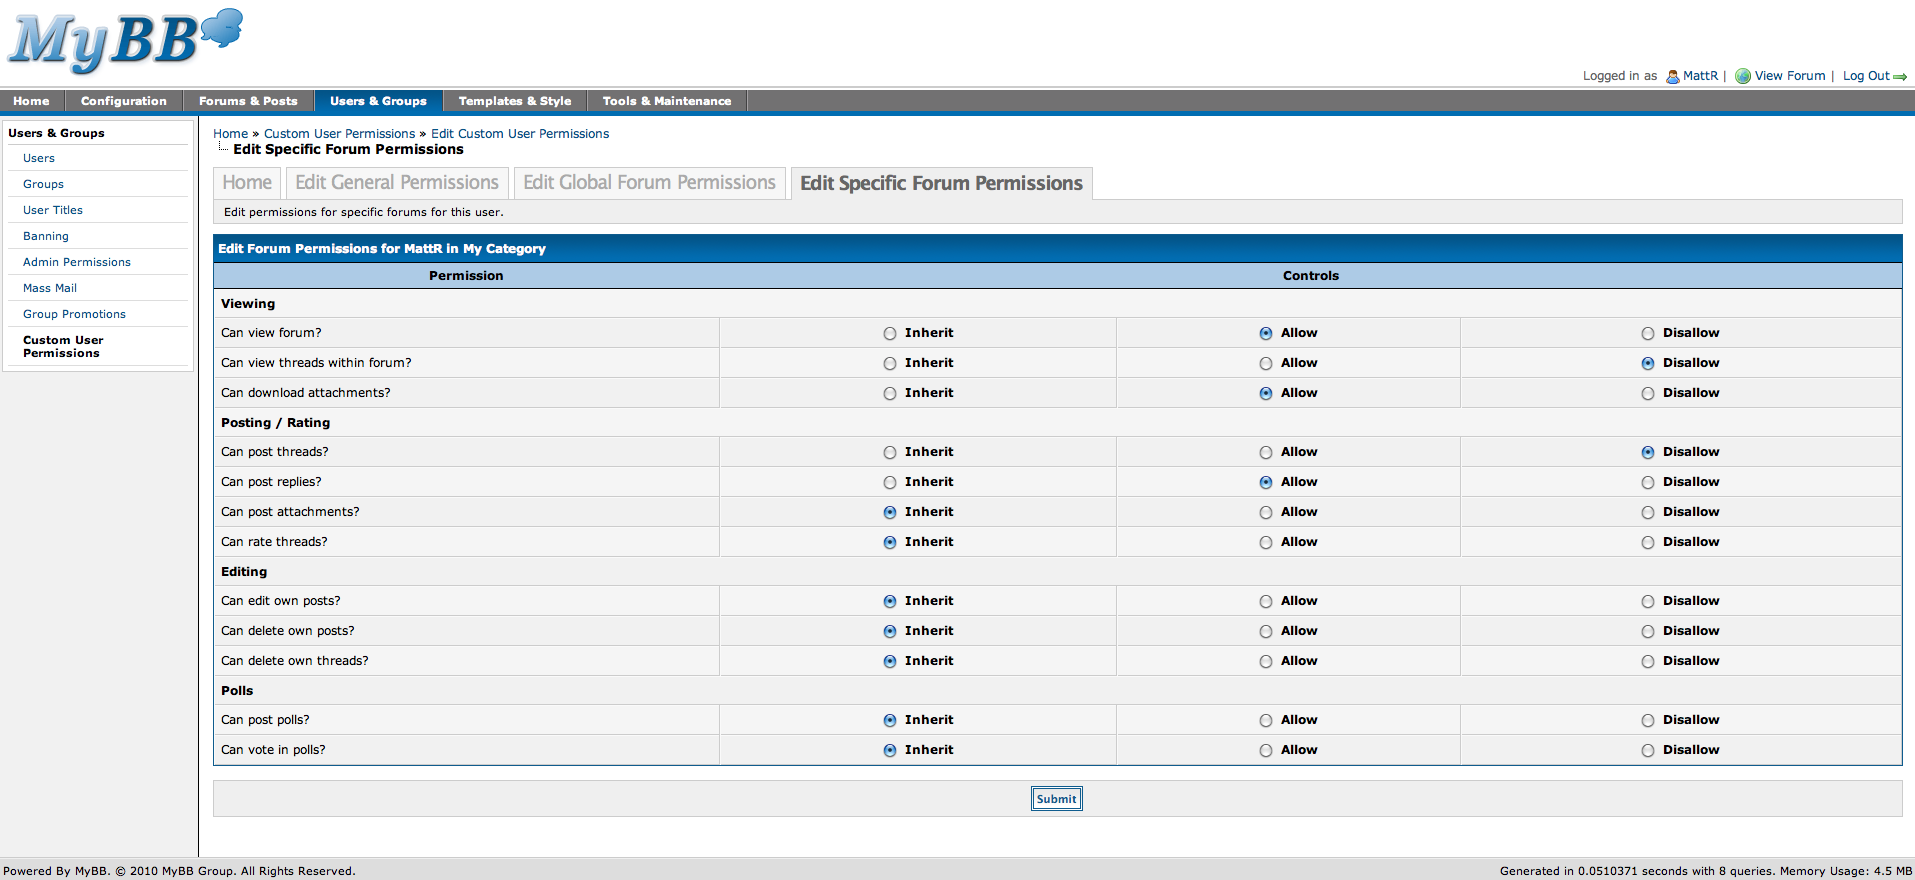 MyBB
Logged in as MattR | View Forum | Log Out
Home Configuration Forums & Posts Users & Groups Templates & Style Tools & Maintenance
Users & Groups
Users
Groups
User Titles
Banning
Admin Permissions
Mass Mail
Group Promotions
Custom User
Permissions
Home » Custom User Permissions » Edit Custom User Permissions
Edit Specific Forum Permissions
Home Edit General Permissions Edit Global Forum Permissions Edit Specific Forum Permissions
Edit permissions for specific forums for this user.
Edit Forum Permissions for MattR in My Category
Permission Controls
Viewing
Can view forum? Inherit Allow Disallow
Can view threads within forum? Inherit Allow Disallow
Can download attachments? Inherit Allow Disallow
Posting / Rating
Can post threads? Inherit Allow Disallow
Can post replies? Inherit Allow Disallow
Can post attachments? Inherit Allow Disallow
Can rate threads? Inherit Allow Disallow
Editing
Can edit own posts? Inherit Allow Disallow
Can delete own posts? Inherit Allow Disallow
Can delete own threads? Inherit Allow Disallow
Polls
Can post polls? Inherit Allow Disallow
Can vote in polls? Inherit Allow Disallow
Submit
Powered By MyBB. © 2010 MyBB Group. All Rights Reserved.
Generated in 0.0510371 seconds with 8 queries. Memory Usage: 4.5 MB